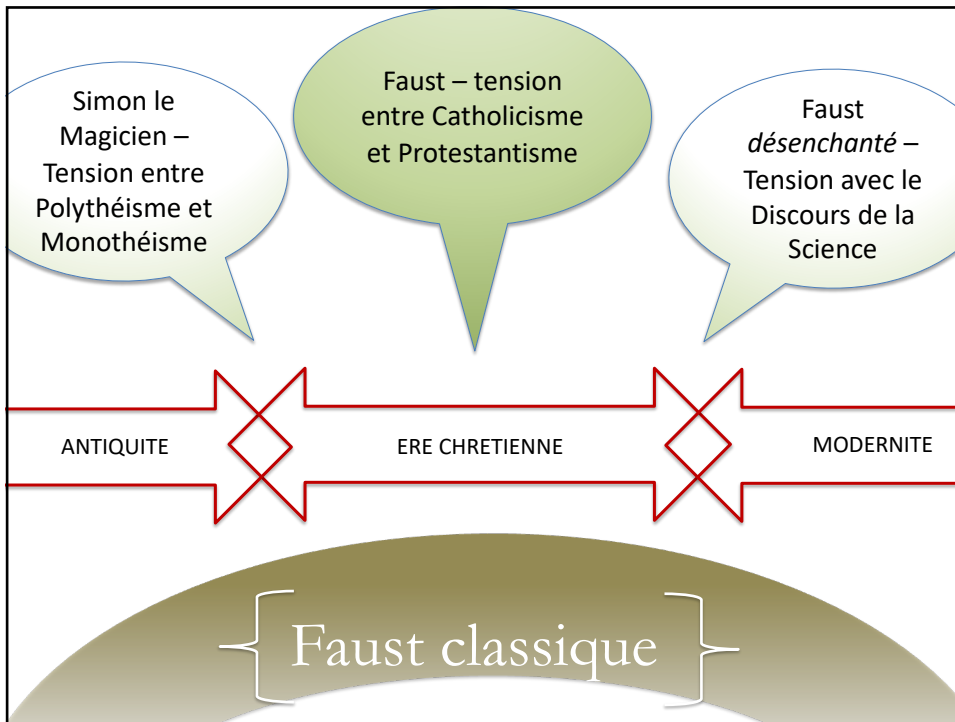 Simon le
Magicien –
Tension entre
Polythéisme et
Monothéisme
Faust – tension
entre Catholicisme
et Protestantisme
Faust
désenchanté –
Tension avec le
Discours de la
Science
ANTIQUITE
ERE CHRETIENNE
MODERNITE
Faust classique